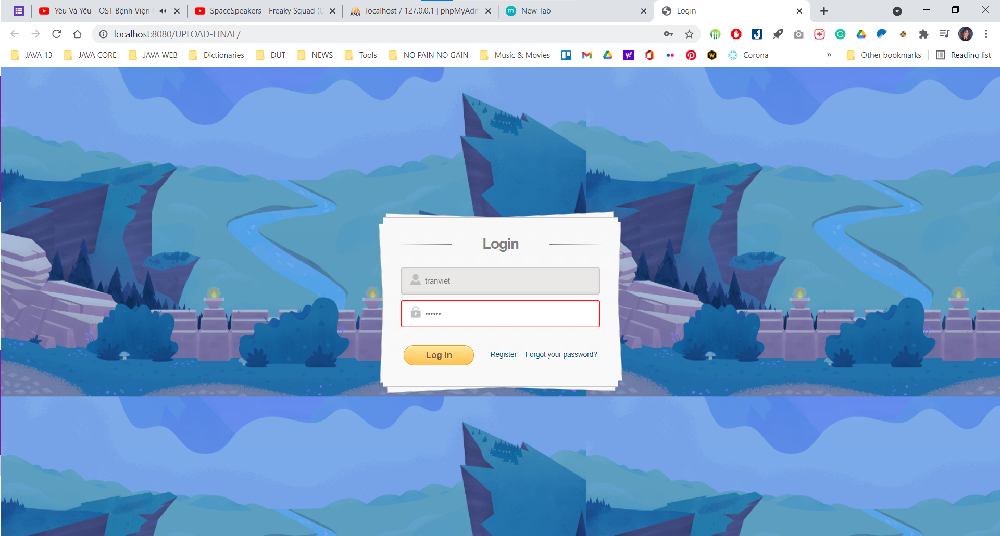 Yêu Và Yêu - OST Bệnh Viện
SpaceSpeakers - Freaky Squad (
localhost / 127.0.0.1 | phpMyAdm
New Tab
Login
localhost:8080/UPLOAD-FINAL/
JAVA 13
JAVA CORE
JAVA WEB
Dictionaries
DUT
NEWS
Tools
NO PAIN NO GAIN
Music & Movies
Corona
»
Other bookmarks
Reading list
Login
tranviet
••••••
Log in
Register
Forgot your password?